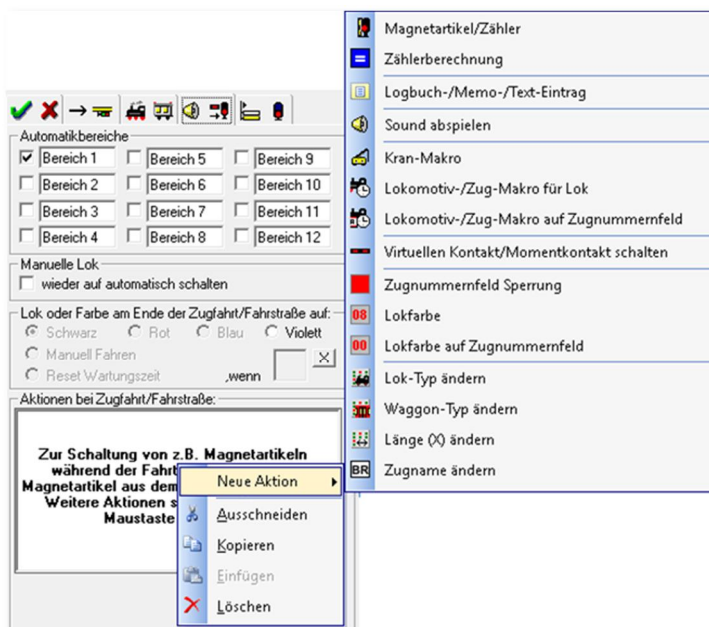 Automatikbereiche
Bereich 1 Bereich 5 Bereich 9
Bereich 2 Bereich 6 Bereich 10
Bereich 3 Bereich 7 Bereich 11
Bereich 4 Bereich 8 Bereich 12
Manuelle Lok
wieder auf automatisch schalten
Lok oder Farbe am Ende der Zugfahrt/Fahrstraße auf:
Schwarz Rot Blau Violett
Manuell Fahren
Reset Wartungszeit ,wenn X
Aktionen bei Zugfahrt/Fahrstraße:
Zur Schaltung von z.B. Magnetartikeln
während der Fahrt
Magnetartikel aus dem
Weitere Aktionen s
Maustaste
Neue Aktion
Ausschneiden
Kopieren
Einfügen
Löschen
Magnetartikel/Zähler
Zählerberechnung
Logbuch-/Memo-/Text-Eintrag
Sound abspielen
Kran-Makro
Lokomotiv-/Zug-Makro für Lok
Lokomotiv-/Zug-Makro auf Zugnummernfeld
Virtuellen Kontakt/Momentkontakt schalten
Zugnummernfeld Sperrung
08 Lokfarbe
00 Lokfarbe auf Zugnummernfeld
Lok-Typ ändern
Waggon-Typ ändern
Länge (X) ändern
BR Zugname ändern